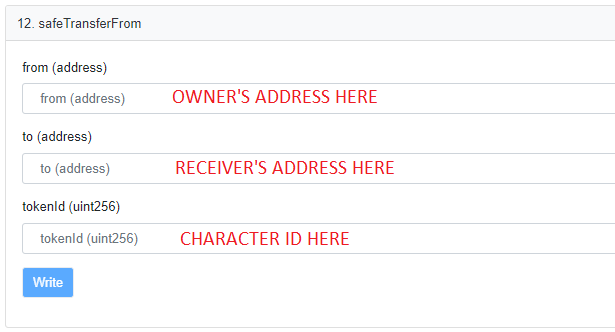 12. safeTransferFrom
from (address)
from (address) OWNER'S ADDRESS HERE
to (address)
to (address) RECEIVER'S ADDRESS HERE
tokenId (uint256)
tokenId (uint256) CHARACTER ID HERE
Write